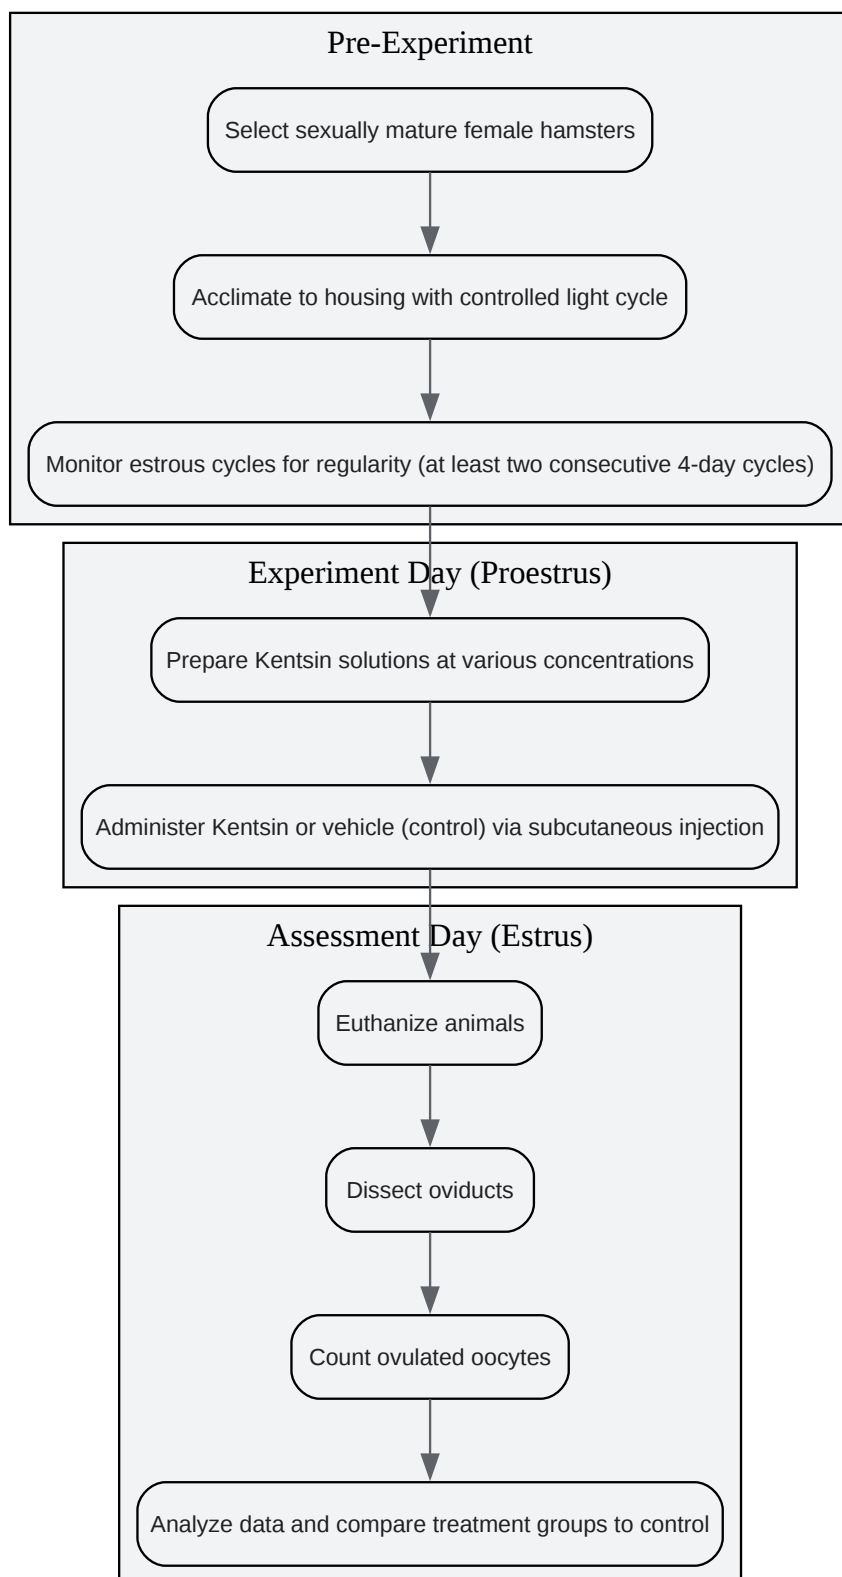 Pre-Experiment
Select sexually mature female hamsters
Acclimate to housing with controlled light cycle
Monitor estrous cycles for regularity (at least two consecutive 4-day cycles)
Experiment Day (Proestrus)
Prepare Kentsin solutions at various concentrations
Administer Kentsin or vehicle (control) via subcutaneous injection
Assessment Day (Estrus)
Euthanize animals
Dissect oviducts
Count ovulated oocytes
Analyze data and compare treatment groups to control